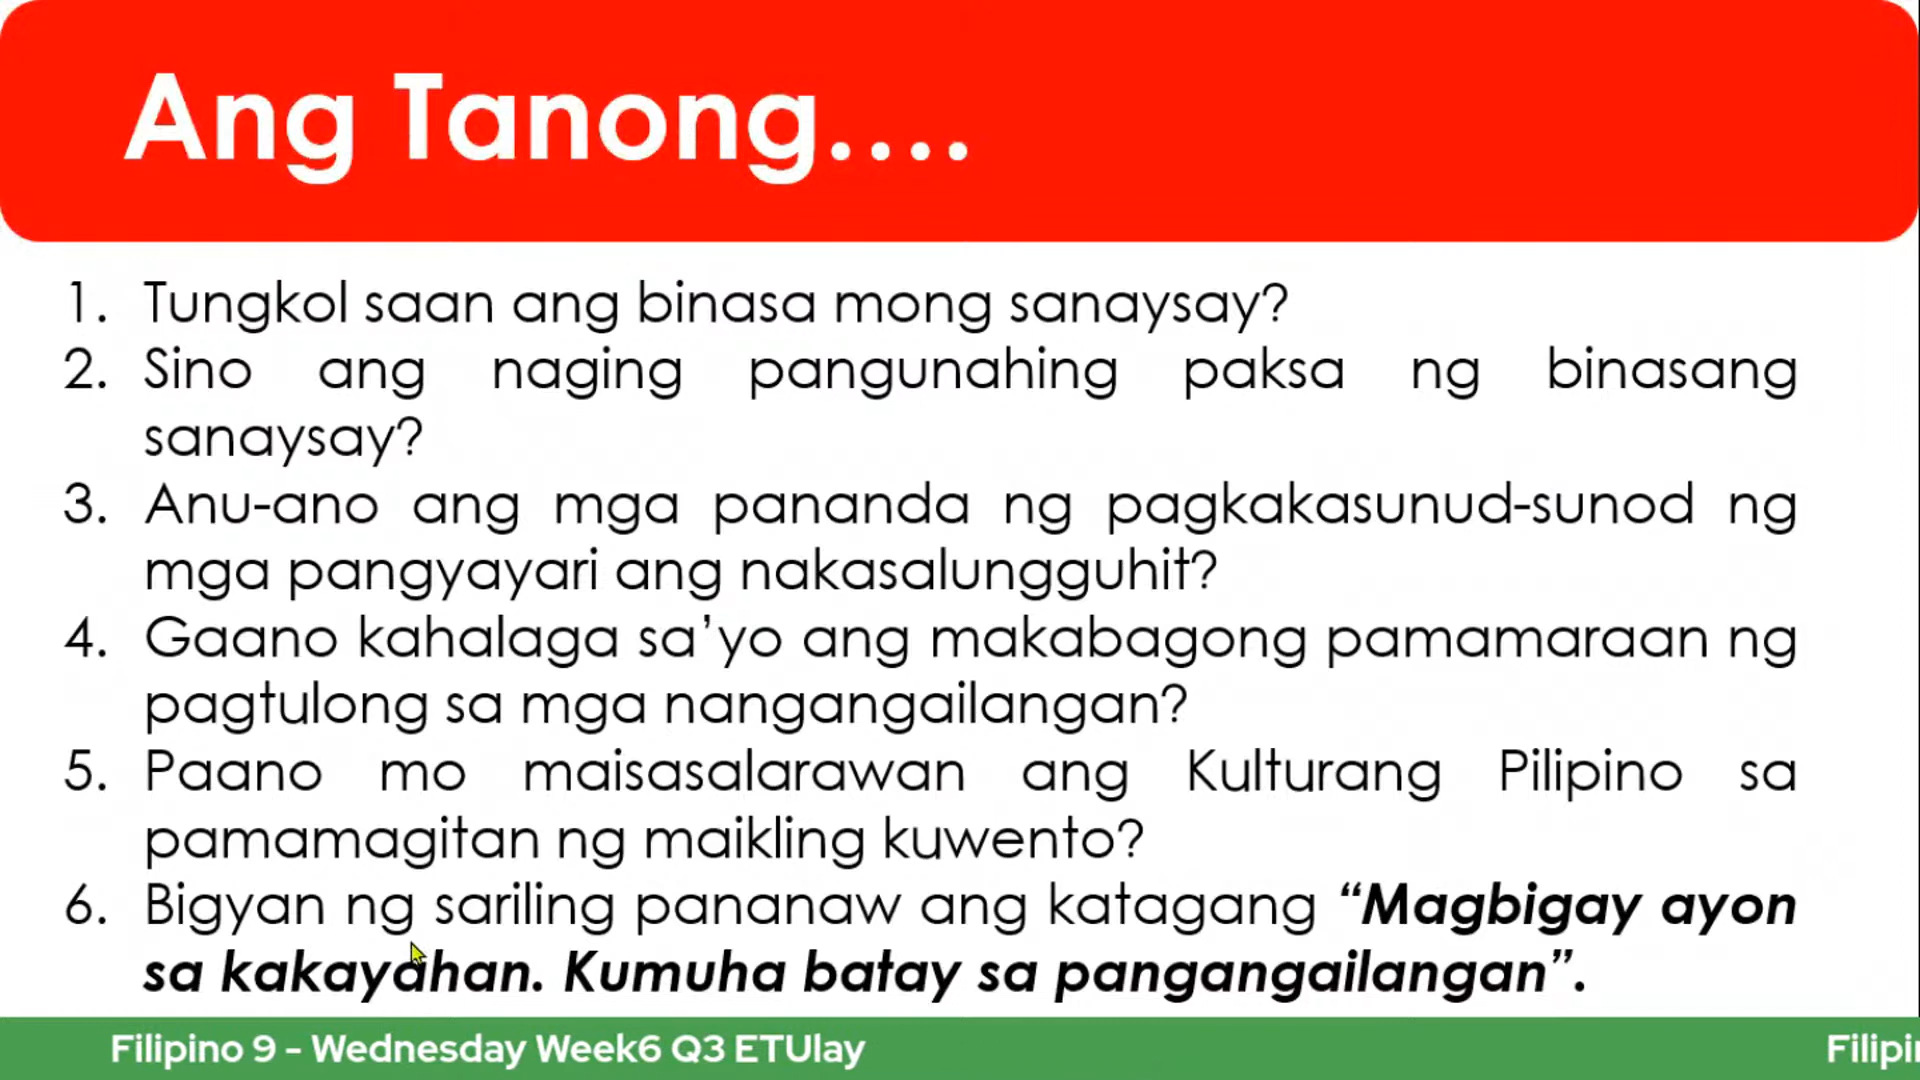 Ang Tanong....
1. Tungkol saan ang binasa mong sanaysay?
2. Sino ang naging pangunahing paksa ng binasang
sanaysay?
3. Anu-ano ang mga pananda ng pagkakasunud-sunod ng
mga pangyayari ang nakasalungguhit?
4. Gaano kahalaga sa’yo ang makabagong pamamaraan ng
pagtulong sa mga nangangailangan?
5. Paano mo maisasalarawan ang Kulturang Pilipino sa
pamamagitan ng maikling kuwento?
6. Bigyan ng sariling pananaw ang katagang “Magbigay ayon
sa kakayahan. Kumuha batay sa pangangailangan”.
Filipino 9 - Wednesday Week6 Q3 ETUlay